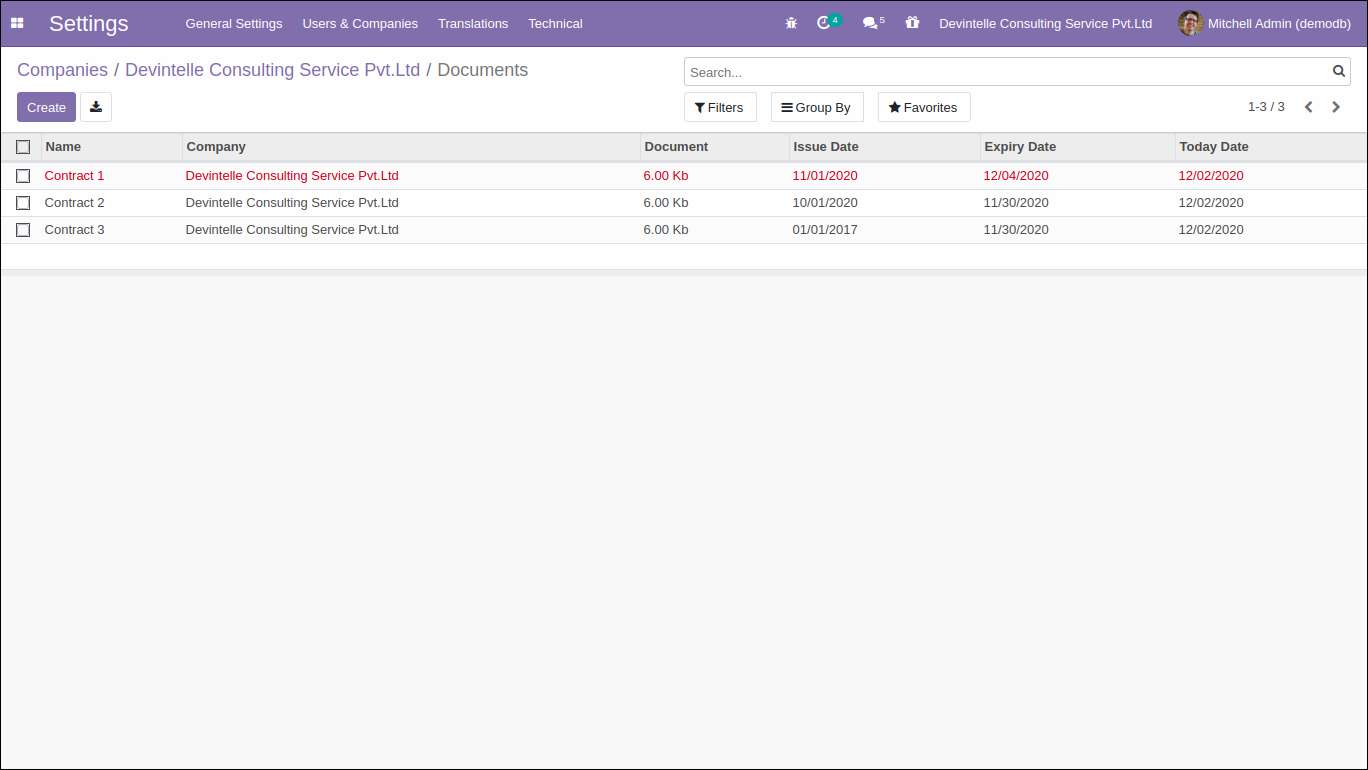 Settings General Settings Users & Companies Translations Technical 4 5 Devintelle Consulting Service Pvt.Ltd Mitchell Admin (demodb)
Companies / Devintelle Consulting Service Pvt.Ltd / Documents Search...
Create Filters Group By Favorites 1-3 / 3
Name Company Document Issue Date Expiry Date Today Date
Contract 1 Devintelle Consulting Service Pvt.Ltd 6.00 Kb 11/01/2020 12/04/2020 12/02/2020
Contract 2 Devintelle Consulting Service Pvt.Ltd 6.00 Kb 10/01/2020 11/30/2020 12/02/2020
Contract 3 Devintelle Consulting Service Pvt.Ltd 6.00 Kb 01/01/2017 11/30/2020 12/02/2020